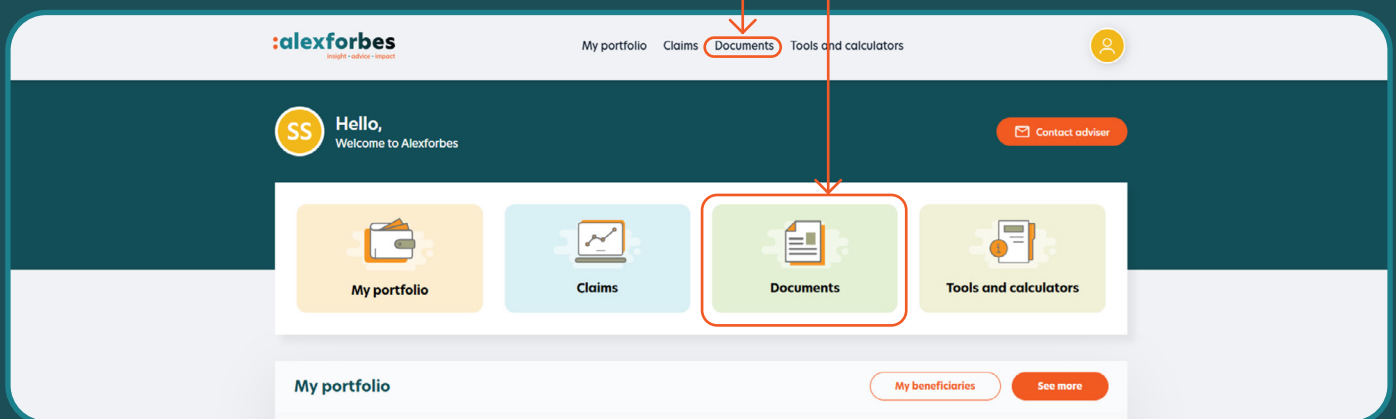 :alexforbes
insight • advice • impact
My portfolio Claims Documents Tools and calculators
SS
Hello,
Welcome to Alexforbes
Contact adviser
My portfolio
Claims
Documents
Tools and calculators
My portfolio
My beneficiaries
See more